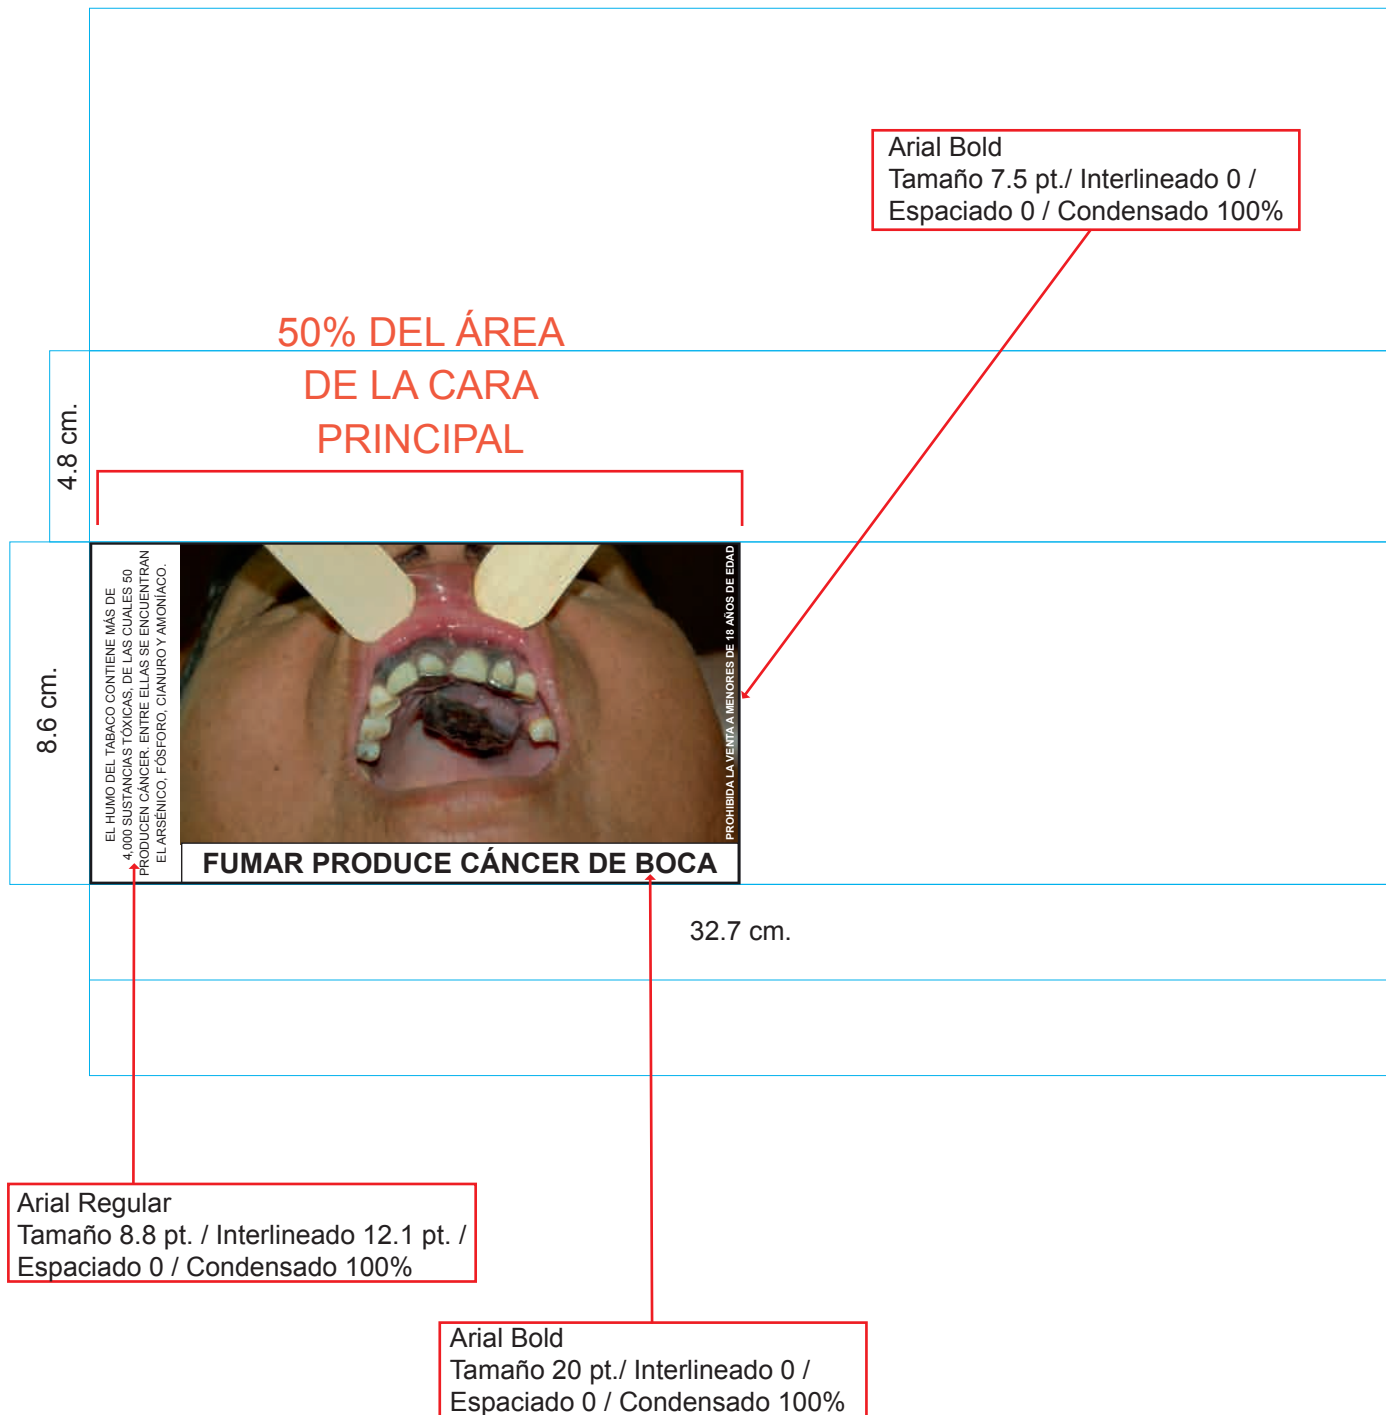 Arial Bold
Tamaño 7.5 pt./ Interlineado 0 /
Espaciado 0 / Condensado 100%
50% DEL ÁREA
DE LA CARA
PRINCIPAL
4.8 cm.
8.6 cm.
EL HUMO DEL TABACO CONTIENE MÁS DE
4,000 SUSTANCIAS TÓXICAS, DE LAS CUALES 50
PRODUCEN CÁNCER. ENTRE ELLAS SE ENCUENTRAN
EL ARSÉNICO, FÓSFORO, CIANURO Y AMONÍACO.
PROHIBIDA LA VENTA A MENORES DE 18 AÑOS DE EDAD
FUMAR PRODUCE CÁNCER DE BOCA
32.7 cm.
Arial Regular
Tamaño 8.8 pt. / Interlineado 12.1 pt. /
Espaciado 0 / Condensado 100%
Arial Bold
Tamaño 20 pt./ Interlineado 0 /
Espaciado 0 / Condensado 100%